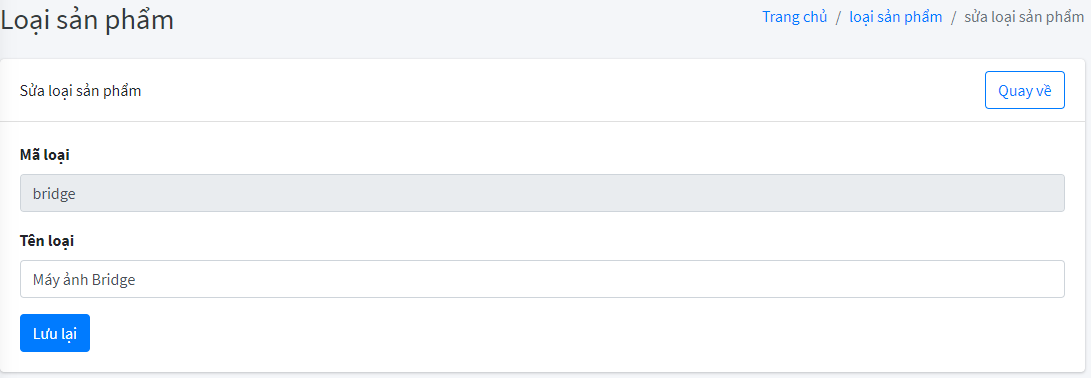 Loại sản phẩm
Trang chủ / loại sản phẩm / sửa loại sản phẩm
Sửa loại sản phẩm
Quay về
Mã loại
bridge
Tên loại
Máy ảnh Bridge
Lưu lại